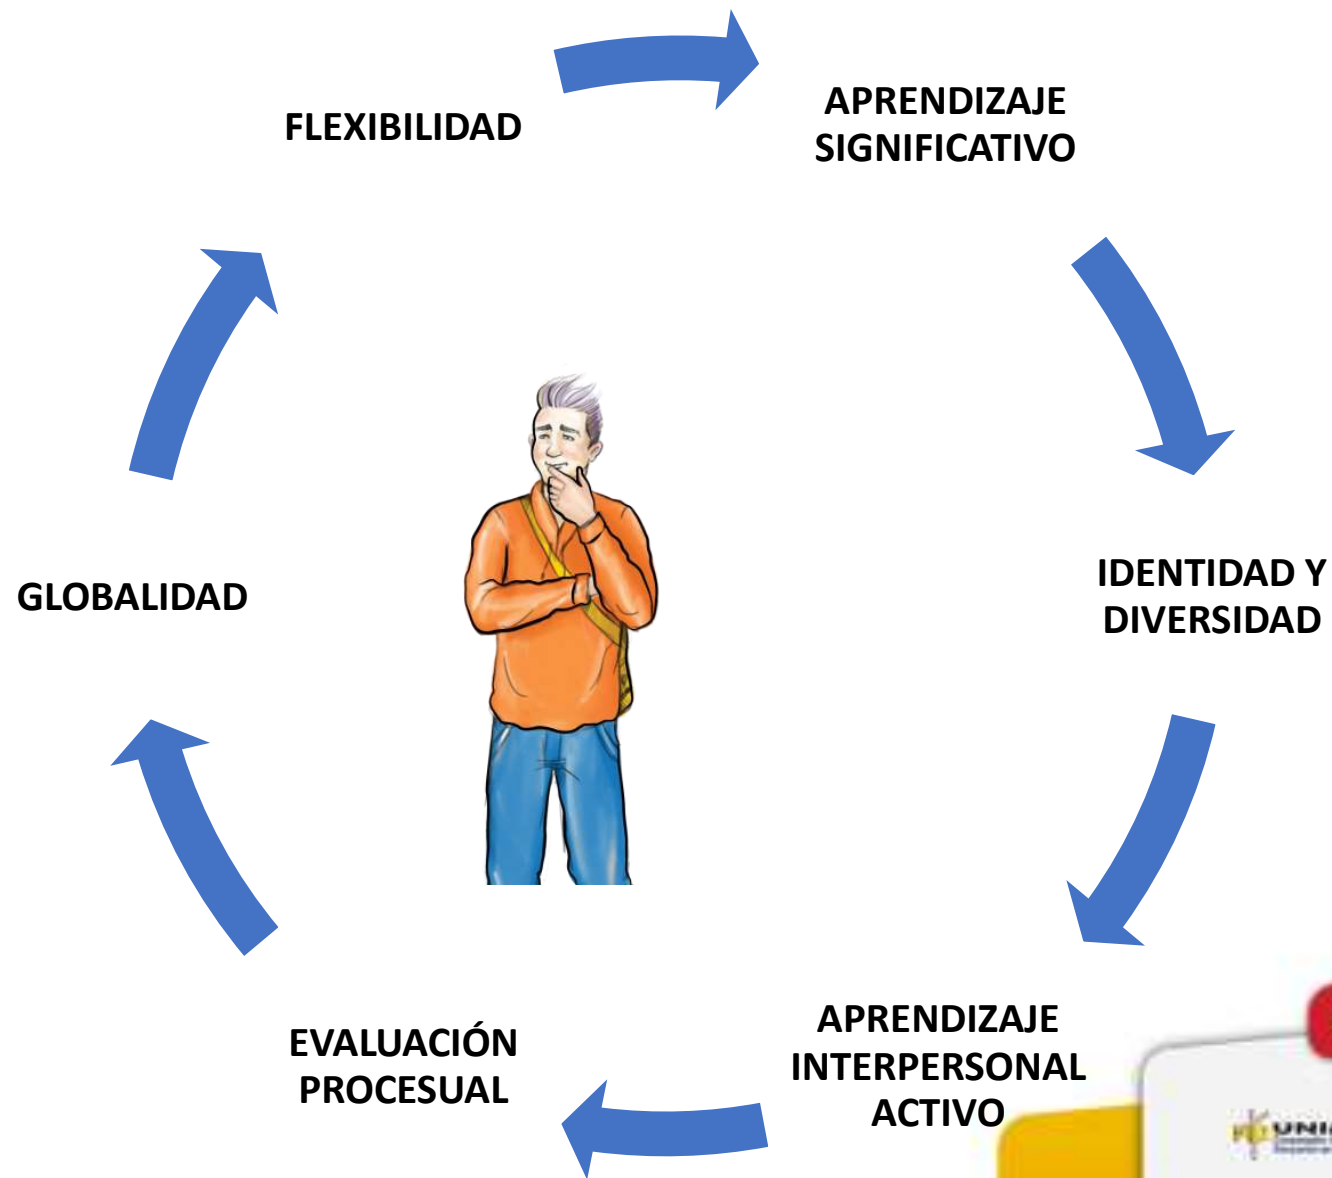 FLEXIBILIDAD
APRENDIZAJE
SIGNIFICATIVO
IDENTIDAD Y
DIVERSIDAD
APRENDIZAJE
INTERPERSONAL
ACTIVO
EVALUACIÓN
PROCESUAL
GLOBALIDAD